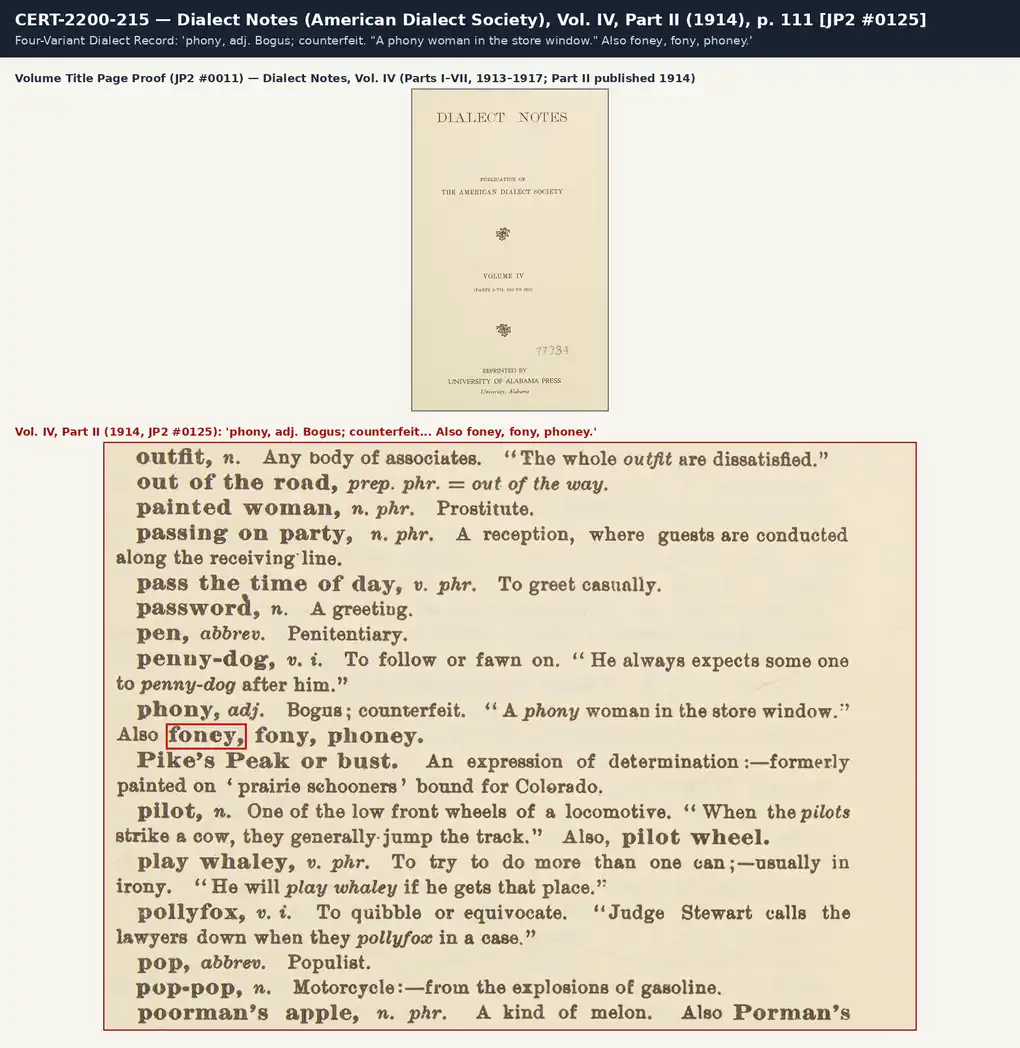 CERT-2200-215 — Dialect Notes (American Dialect Society), Vol. IV, Part II (1914), p. 111 [JP2 #0125]
Four-Variant Dialect Record: 'phony, adj. Bogus; counterfeit. "A phony woman in the store window." Also foney, fony, phoney.'
Volume Title Page Proof (JP2 #0011) — Dialect Notes, Vol. IV (Parts I–VII, 1913–1917; Part II published 1914)
DIALECT NOTES
PUBLICATION OF
THE AMERICAN DIALECT SOCIETY
VOLUME IV
REPRINTED BY
UNIVERSITY OF ALABAMA PRESS
University, Alabama
Vol. IV, Part II (1914, JP2 #0125): 'phony, adj. Bogus; counterfeit... Also foney, fony, phoney.'
outfit, n. Any body of associates. “The whole outfit are dissatisfied.”
out of the road, prep. phr. = out of the way.
painted woman, n. phr. Prostitute.
passing on party, n. phr. A reception, where guests are conducted
along the receiving line.
pass the time of day, v. phr. To greet casually.
password, n. A greeting.
pen, abbrev. Penitentiary.
penny-dog, v. i. To follow or fawn on. “He always expects some one
to penny-dog after him.”
phony, adj. Bogus; counterfeit. “A phony woman in the store window.”
Also foney, fony, phoney.
Pike's Peak or bust. An expression of determination:—formerly
painted on ‘prairie schooners’ bound for Colorado.
pilot, n. One of the low front wheels of a locomotive. “When the pilots
strike a cow, they generally jump the track.” Also, pilot wheel.
play whaley, v. phr. To try to do more than one can;—usually in
irony. “He will play whaley if he gets that place.”
pollyfox, v. i. To quibble or equivocate. “Judge Stewart calls the
lawyers down when they pollyfox in a case.”
pop, abbrev. Populist.
pop-pop, n. Motorcycle:—from the explosions of gasoline.
poorman's apple, n. phr. A kind of melon. Also Porman's